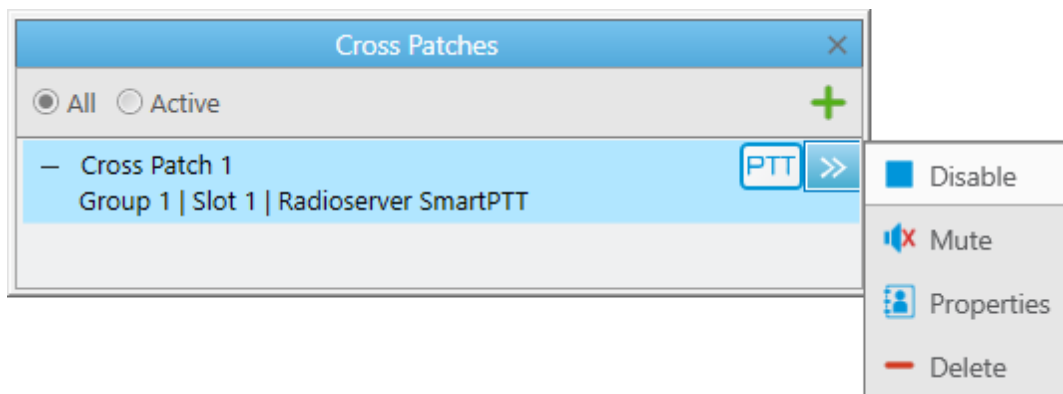 Cross Patches
All Active
Cross Patch 1
PTT
Group 1 | Slot 1 | Radioserver SmartPTT
Disable
Mute
Properties
Delete